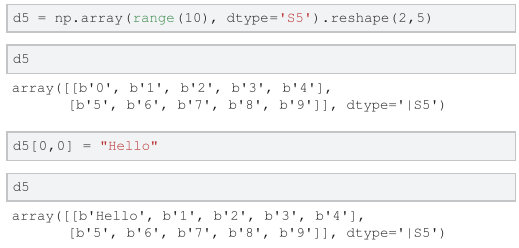 d5 = np.array(range(10), dtype='S5').reshape(2,5)
d5
array([[b'0', b'1', b'2', b'3', b'4'],
       [b'5', b'6', b'7', b'8', b'9']], dtype='|S5')
d5[0,0] = "Hello"
d5
array([[b'Hello', b'1', b'2', b'3', b'4'],
       [b'5', b'6', b'7', b'8', b'9']], dtype='|S5')